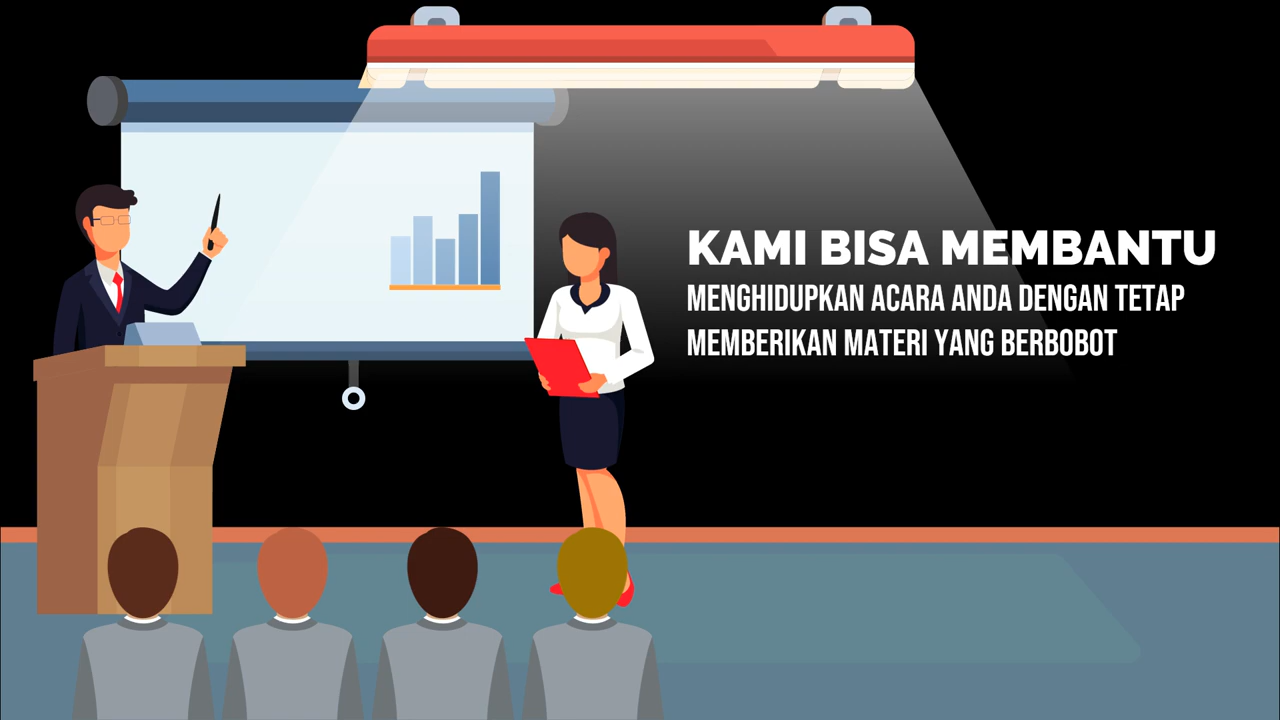 KAMI BISA MEMBANTU
MENGHIDUPKAN ACARA ANDA DENGAN TETAP
MEMBERIKAN MATERI YANG BERBOBOT